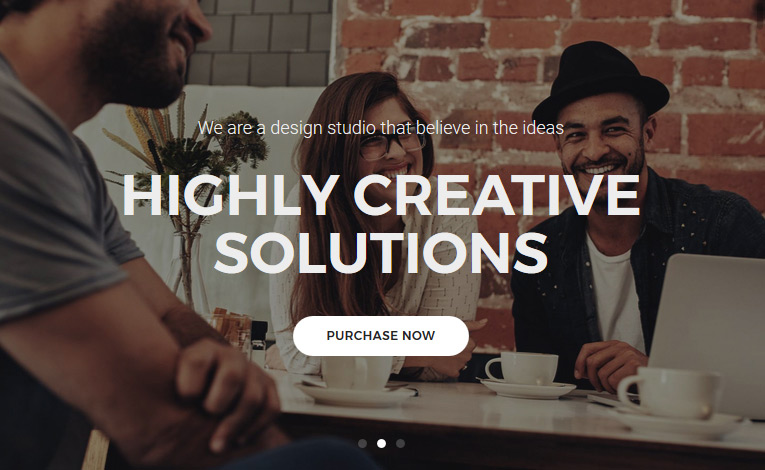 We are a design studio that believe in the ideas
HIGHLY CREATIVE
SOLUTIONS
PURCHASE NOW